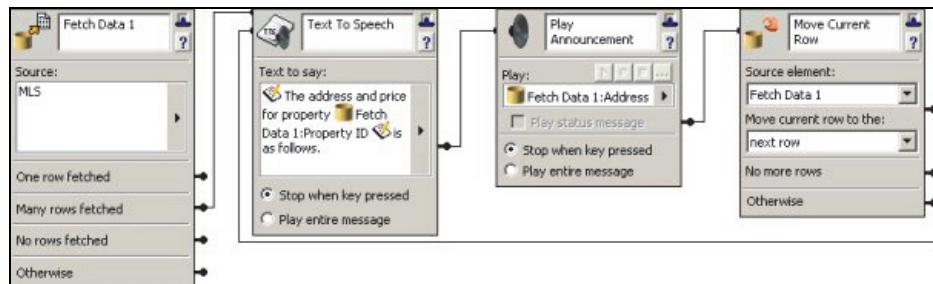 Fetch Data 1
?
Source:
MLS
One row fetched
Many rows fetched
No rows fetched
Otherwise
TTS
Text To Speech
?
Text to say:
The address and price
for property Fetch
Data 1:Property ID is
as follows.
Stop when key pressed
Play entire message
Play
Announcement
?
Play:
...
Fetch Data 1:Address
Play status message
Stop when key pressed
Play entire message
Move Current
Row
?
Source element:
Fetch Data 1
Move current row to the:
next row
No more rows
Otherwise